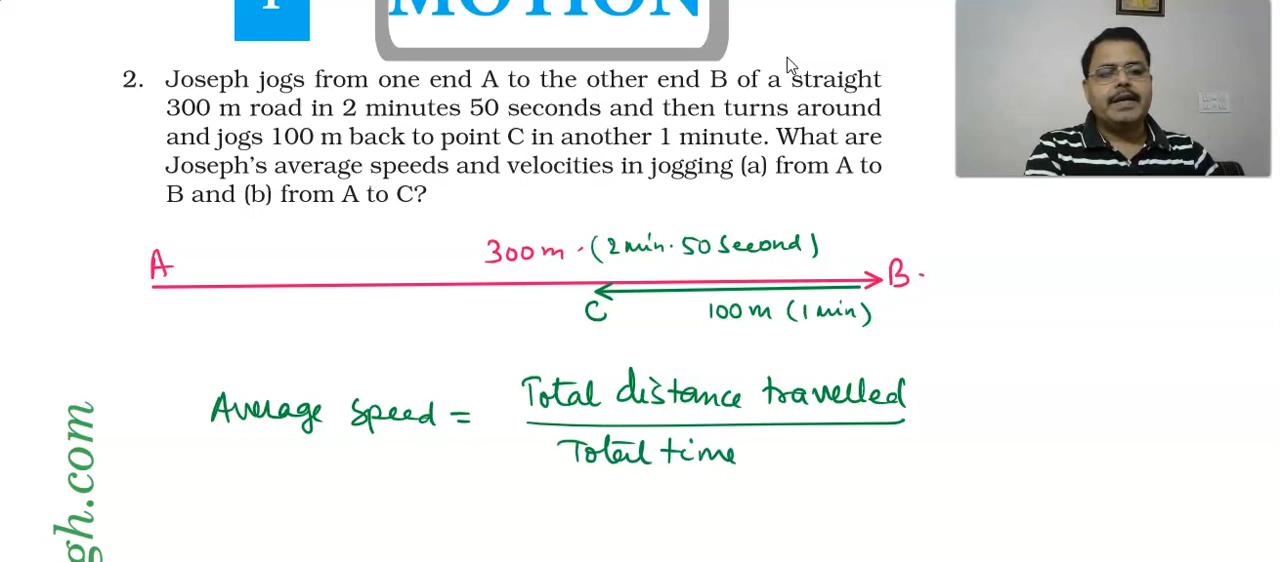 1
MOTION
2. Joseph jogs from one end A to the other end B of a straight
300 m road in 2 minutes 50 seconds and then turns around
and jogs 100 m back to point C in another 1 minute. What are
Joseph's average speeds and velocities in jogging (a) from A to
B and (b) from A to C?
A 300m. (2 min. 50 Second) B.
C 100m (1 min)
Average Speed = Total distance travelled
Total time
gh.com